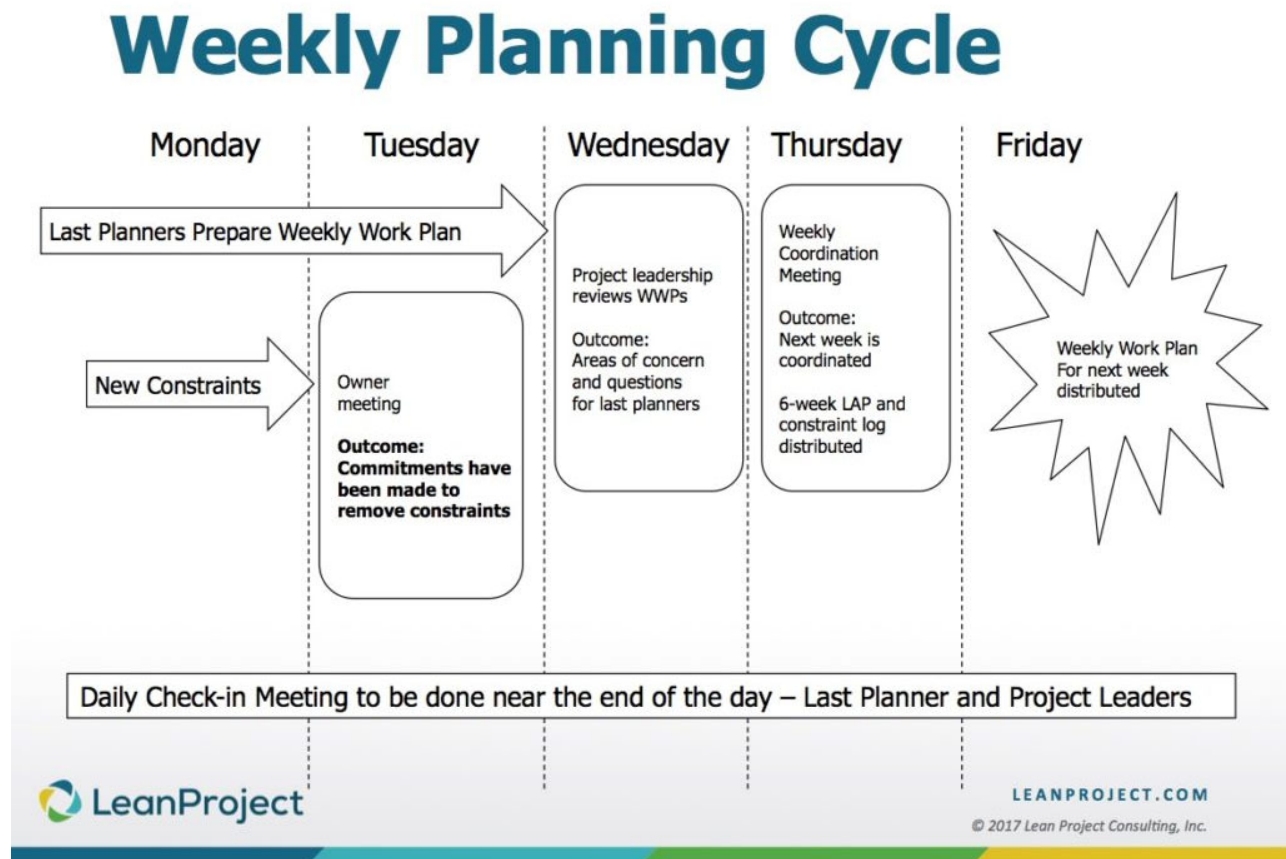 Weekly Planning Cycle
Monday
Tuesday
Wednesday
Thursday
Friday
Last Planners Prepare Weekly Work Plan
New Constraints
Owner
meeting
Outcome:
Commitments have
been made to
remove constraints
Project leadership
reviews WWPs
Outcome:
Areas of concern
and questions
for last planners
Weekly
Coordination
Meeting
Outcome:
Next week is
coordinated
6-week LAP and
constraint log
distributed
Weekly Work Plan
For next week
distributed
Daily Check-in Meeting to be done near the end of the day – Last Planner and Project Leaders
LeanProject
LEANPROJECT.COM
© 2017 Lean Project Consulting, Inc.